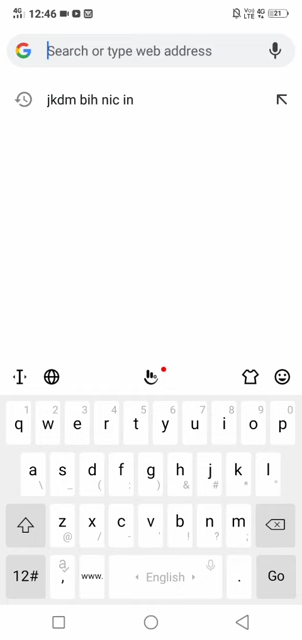 4G 12:46 Voo LTE 4G 21
Search or type web address
jkdm bih nic in
1 2 3 4 5 6 7 8 9 0
q w e r t y u i o p
a s d f g h j k l
\ _ ( : ) & # * "
z x c v b n m
@ / - ' ! ? ;
12# , www. English . Go